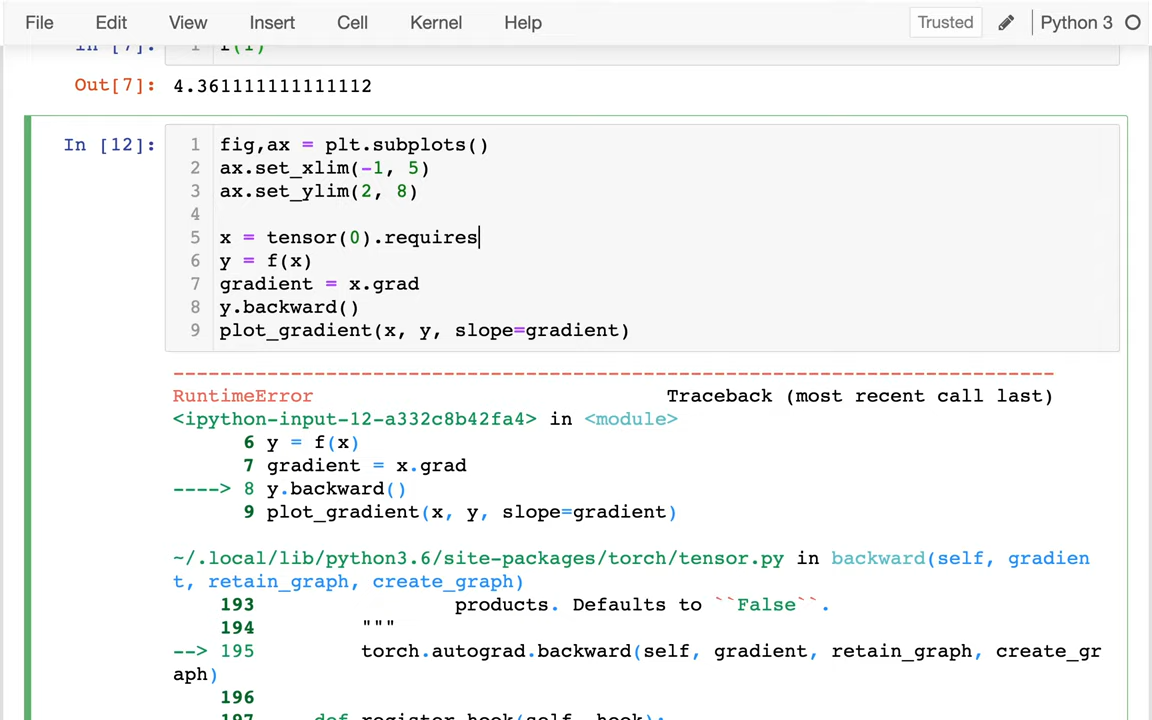 File Edit View Insert Cell Kernel Help Trusted Python 3
In [7]: 1 f(1)
Out[7]: 4.361111111111112
In [12]: 1 fig,ax = plt.subplots()
2 ax.set_xlim(-1, 5)
3 ax.set_ylim(2, 8)
4
5 x = tensor(0).requires
6 y = f(x)
7 gradient = x.grad
8 y.backward()
9 plot_gradient(x, y, slope=gradient)
---------------------------------------------------------------------------
RuntimeError Traceback (most recent call last)
<ipython-input-12-a332c8b42fa4> in <module>
6 y = f(x)
7 gradient = x.grad
----> 8 y.backward()
9 plot_gradient(x, y, slope=gradient)
~/.local/lib/python3.6/site-packages/torch/tensor.py in backward(self, gradien
t, retain_graph, create_graph)
193 products. Defaults to ``False``.
194 """
--> 195 torch.autograd.backward(self, gradient, retain_graph, create_gr
aph)
196
197 def register_hook(self, hook):